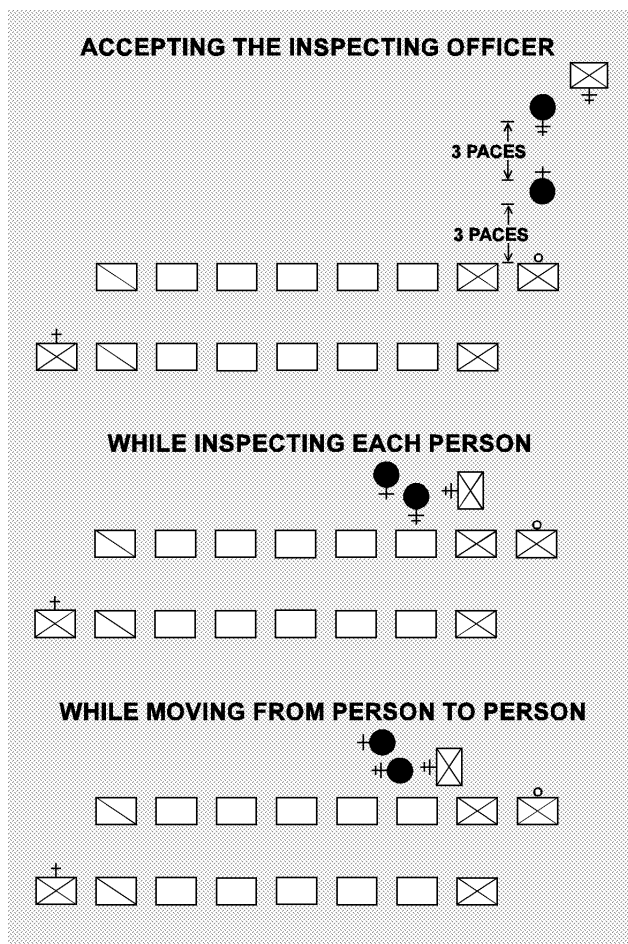 ACCEPTING THE INSPECTING OFFICER
3 PACES
3 PACES
WHILE INSPECTING EACH PERSON
WHILE MOVING FROM PERSON TO PERSON